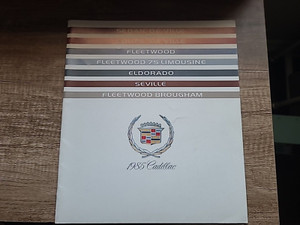 FLEETWOOD
FLEETWOOD 75 LIMOUSINE
ELDORADO
SEVILLE
FLEETWOOD BROUGHAM
1985 Cadillac